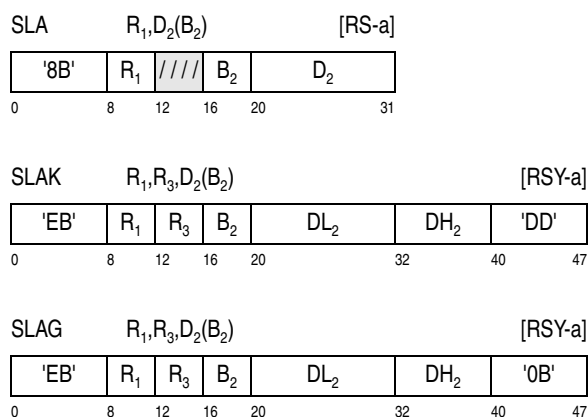 SLA R₁,D₂(B₂) [RS-a]
'8B' R₁ //// B₂ D₂
0 8 12 16 20 31
SLAK R₁,R₃,D₂(B₂) [RSY-a]
'EB' R₁ R₃ B₂ DL₂ DH₂ 'DD'
0 8 12 16 20 32 40 47
SLAG R₁,R₃,D₂(B₂) [RSY-a]
'EB' R₁ R₃ B₂ DL₂ DH₂ '0B'
0 8 12 16 20 32 40 47